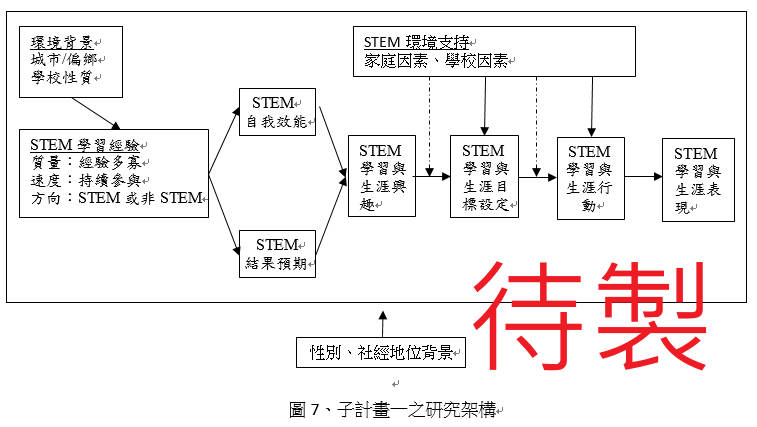 環境背景
城市/偏鄉
學校性質
STEM 環境支持
家庭因素、學校因素
STEM 學習經驗
質量：經驗多寡
速度：持續參與
方向：STEM 或非 STEM
STEM
自我效能
STEM
結果預期
STEM
學習與
生涯興
趣
STEM
學習與
生涯目
標設定
STEM
學習與
生涯行
動
STEM
學習與
生涯表
現
待製
性別、社經地位背景
圖 7、子計畫一之研究架構